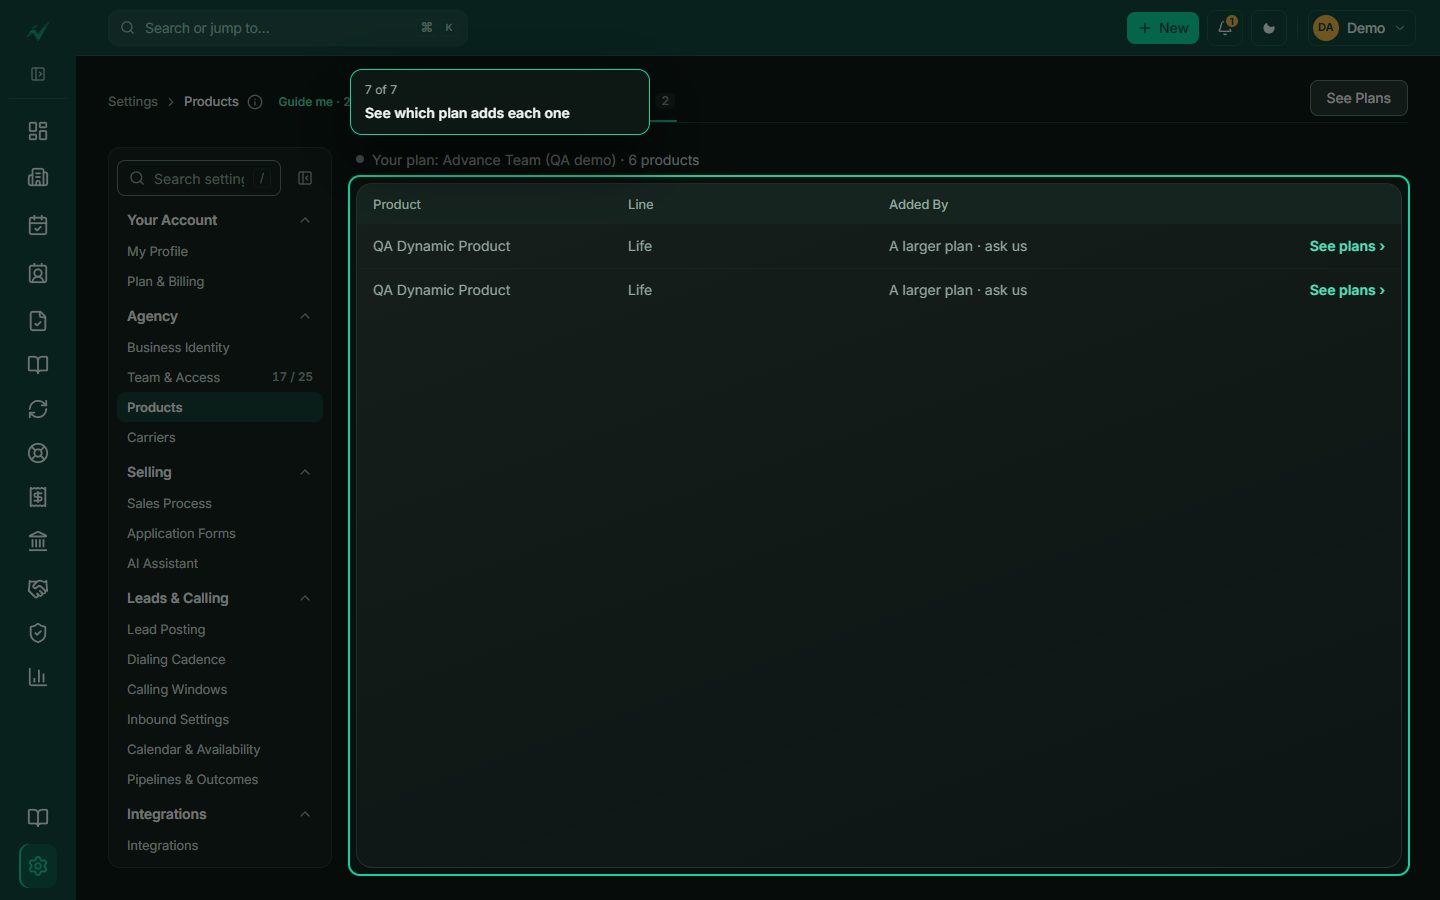 Search or jump to...
⌘ K
New
1
DA
Demo
Settings
Products
Guide me · 2
7 of 7
See which plan adds each one
2
See Plans
Search setting
/
Your plan: Advance Team (QA demo) · 6 products
Your Account
My Profile
Plan & Billing
Agency
Business Identity
Team & Access 17 / 25
Products
Carriers
Selling
Sales Process
Application Forms
AI Assistant
Leads & Calling
Lead Posting
Dialing Cadence
Calling Windows
Inbound Settings
Calendar & Availability
Pipelines & Outcomes
Integrations
Integrations
Product Line Added By
QA Dynamic Product Life A larger plan · ask us See plans ›
QA Dynamic Product Life A larger plan · ask us See plans ›